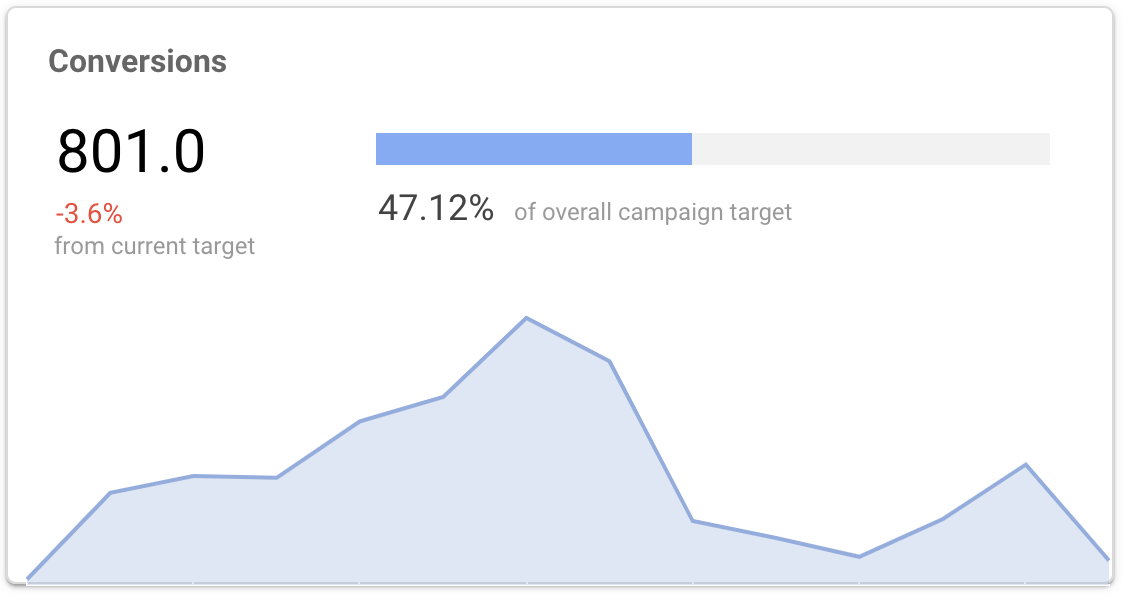 Conversions
801.0
-3.6%
from current target
47.12% of overall campaign target